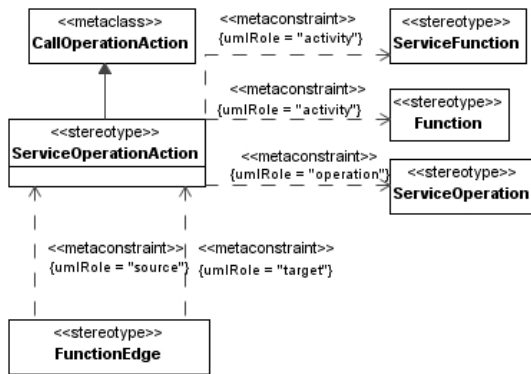 <<metaclass>>
CallOperationAction
<<metaconstraint>>
{umlRole = "activity"}
<<stereotype>>
ServiceFunction
<<metaconstraint>>
{umlRole = "activity"}
<<stereotype>>
Function
<<stereotype>>
ServiceOperationAction
<<metaconstraint>>
{umlRole = "operation"}
<<stereotype>>
ServiceOperation
<<metaconstraint>>
{umlRole = "source"}
<<metaconstraint>>
{umlRole = "target"}
<<stereotype>>
FunctionEdge